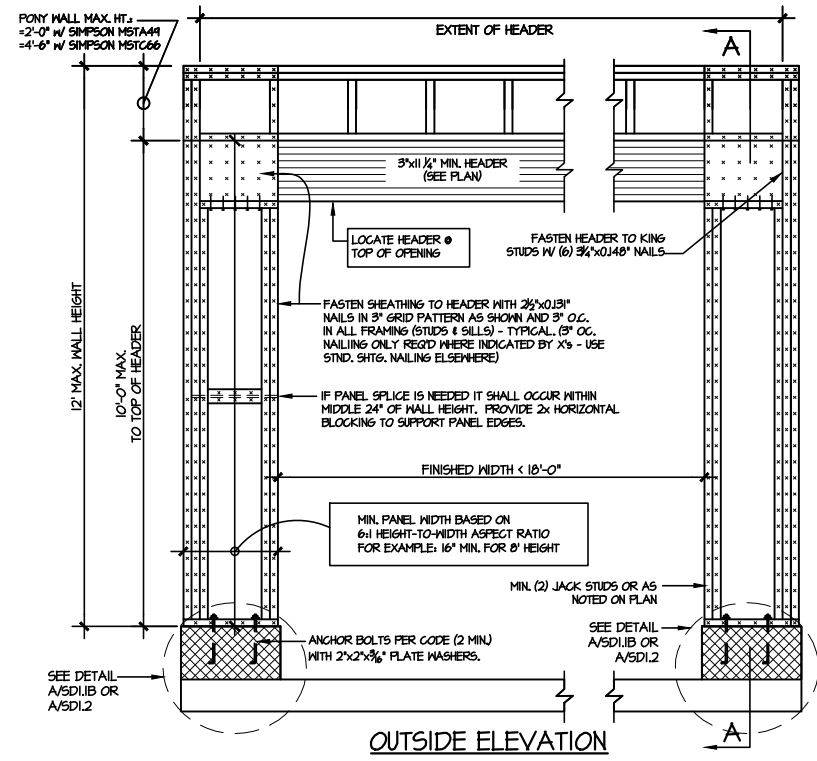 PONY WALL MAX. HT.:
=2'-0" W/ SIMPSON MSTA49
=4'-6" W/ SIMPSON MSTC66
EXTENT OF HEADER
A
3"x11 1/4" MIN. HEADER
(SEE PLAN)
LOCATE HEADER @
TOP OF OPENING
FASTEN HEADER TO KING
STUDS W/ (6) 3¼"x0.148" NAILS
FASTEN SHEATHING TO HEADER WITH 2½"x0.131"
NAILS IN 3" GRID PATTERN AS SHOWN AND 3" O.C.
IN ALL FRAMING (STUDS & SILLS) - TYPICAL. (3" OC.
NAILIING ONLY REQ'D WHERE INDICATED BY X's - USE
STND. SHTG. NAILING ELSEWHERE)
12' MAX. WALL HEIGHT
10'-0" MAX.
TO TOP OF HEADER
IF PANEL SPLICE IS NEEDED IT SHALL OCCUR WITHIN
MIDDLE 24" OF WALL HEIGHT. PROVIDE 2x HORIZONTAL
BLOCKING TO SUPPORT PANEL EDGES.
FINISHED WIDTH < 18'-0"
MIN. PANEL WIDTH BASED ON
6:1 HEIGHT-TO-WIDTH ASPECT RATIO
FOR EXAMPLE: 16" MIN. FOR 8' HEIGHT
MIN. (2) JACK STUDS OR AS
NOTED ON PLAN
ANCHOR BOLTS PER CODE (2 MIN.)
WITH 2"x2"x3/16" PLATE WASHERS.
SEE DETAIL
A/SD1.1B OR
A/SD1.2
SEE DETAIL
A/SD1.1B OR
A/SD1.2
A
OUTSIDE ELEVATION